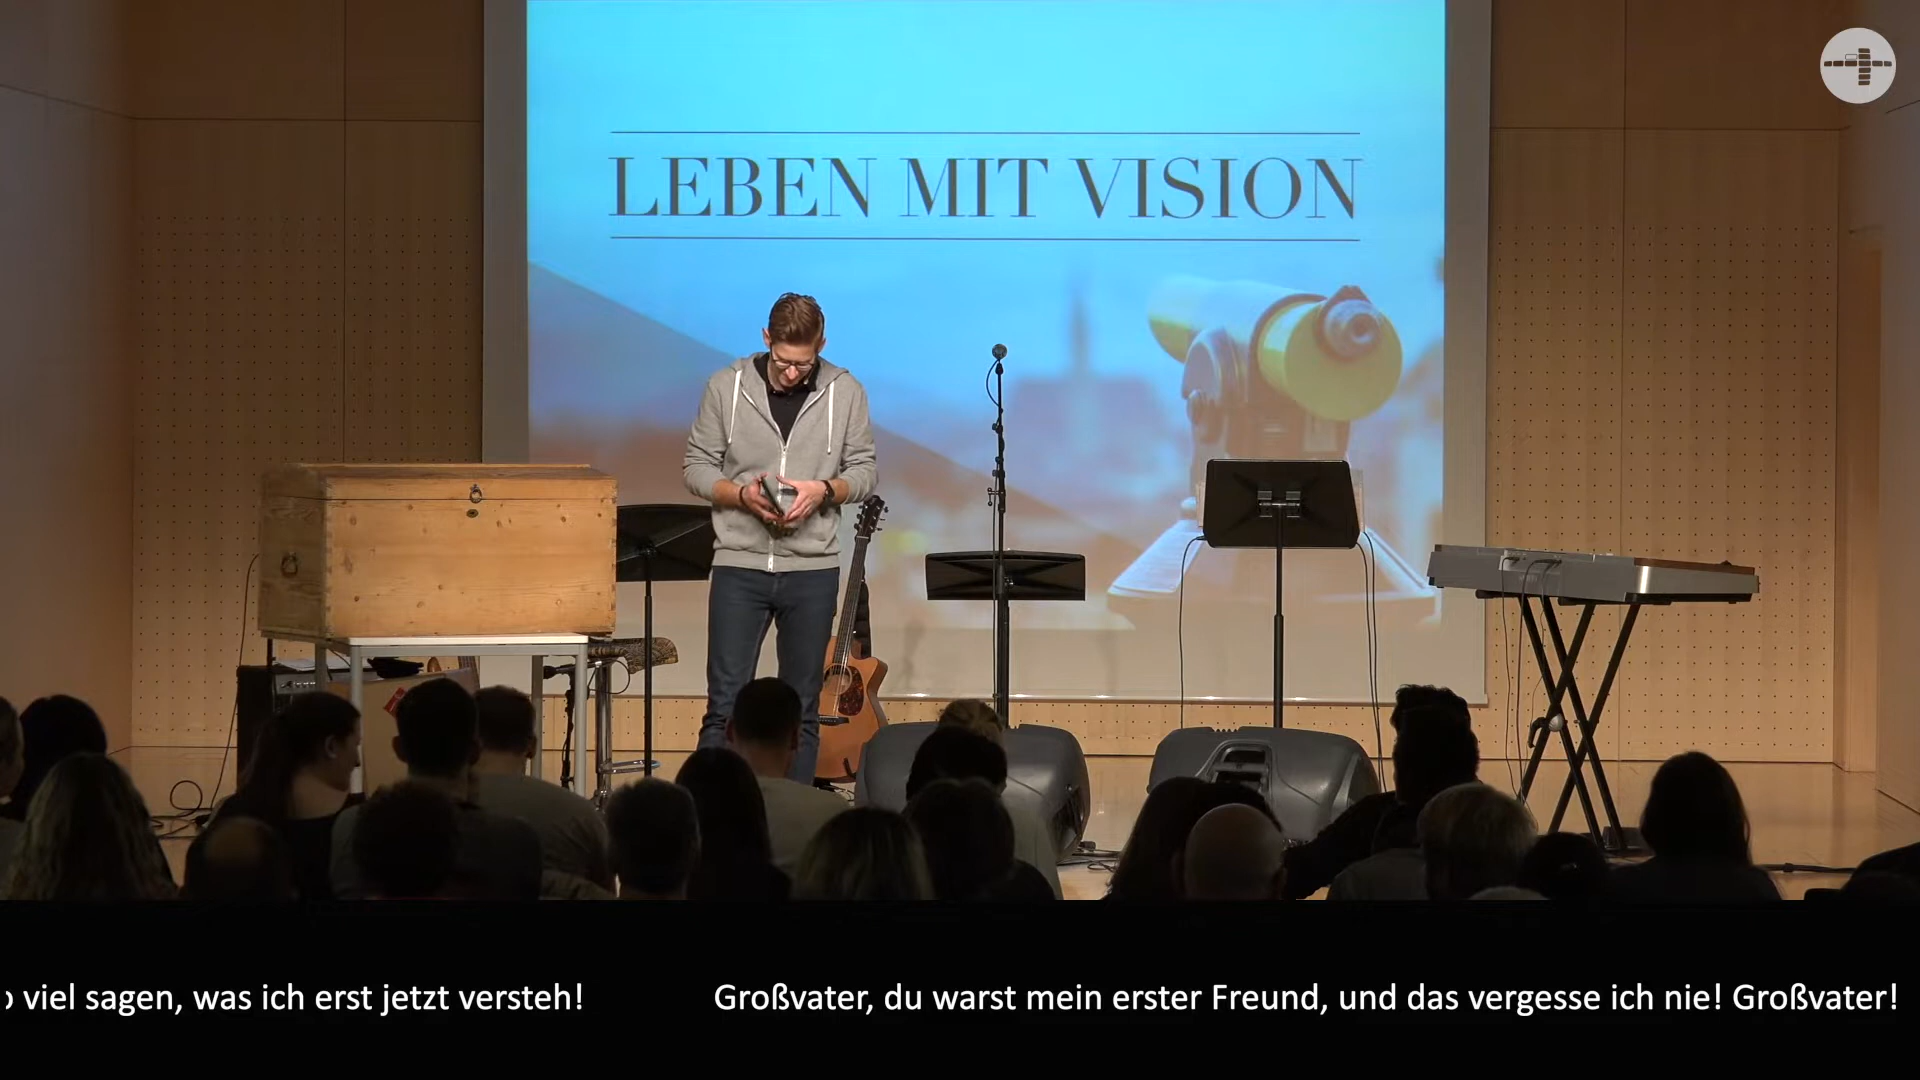 LEBEN MIT VISION
viel sagen, was ich erst jetzt versteh! Großvater, du warst mein erster Freund, und das vergesse ich nie! Großvater!